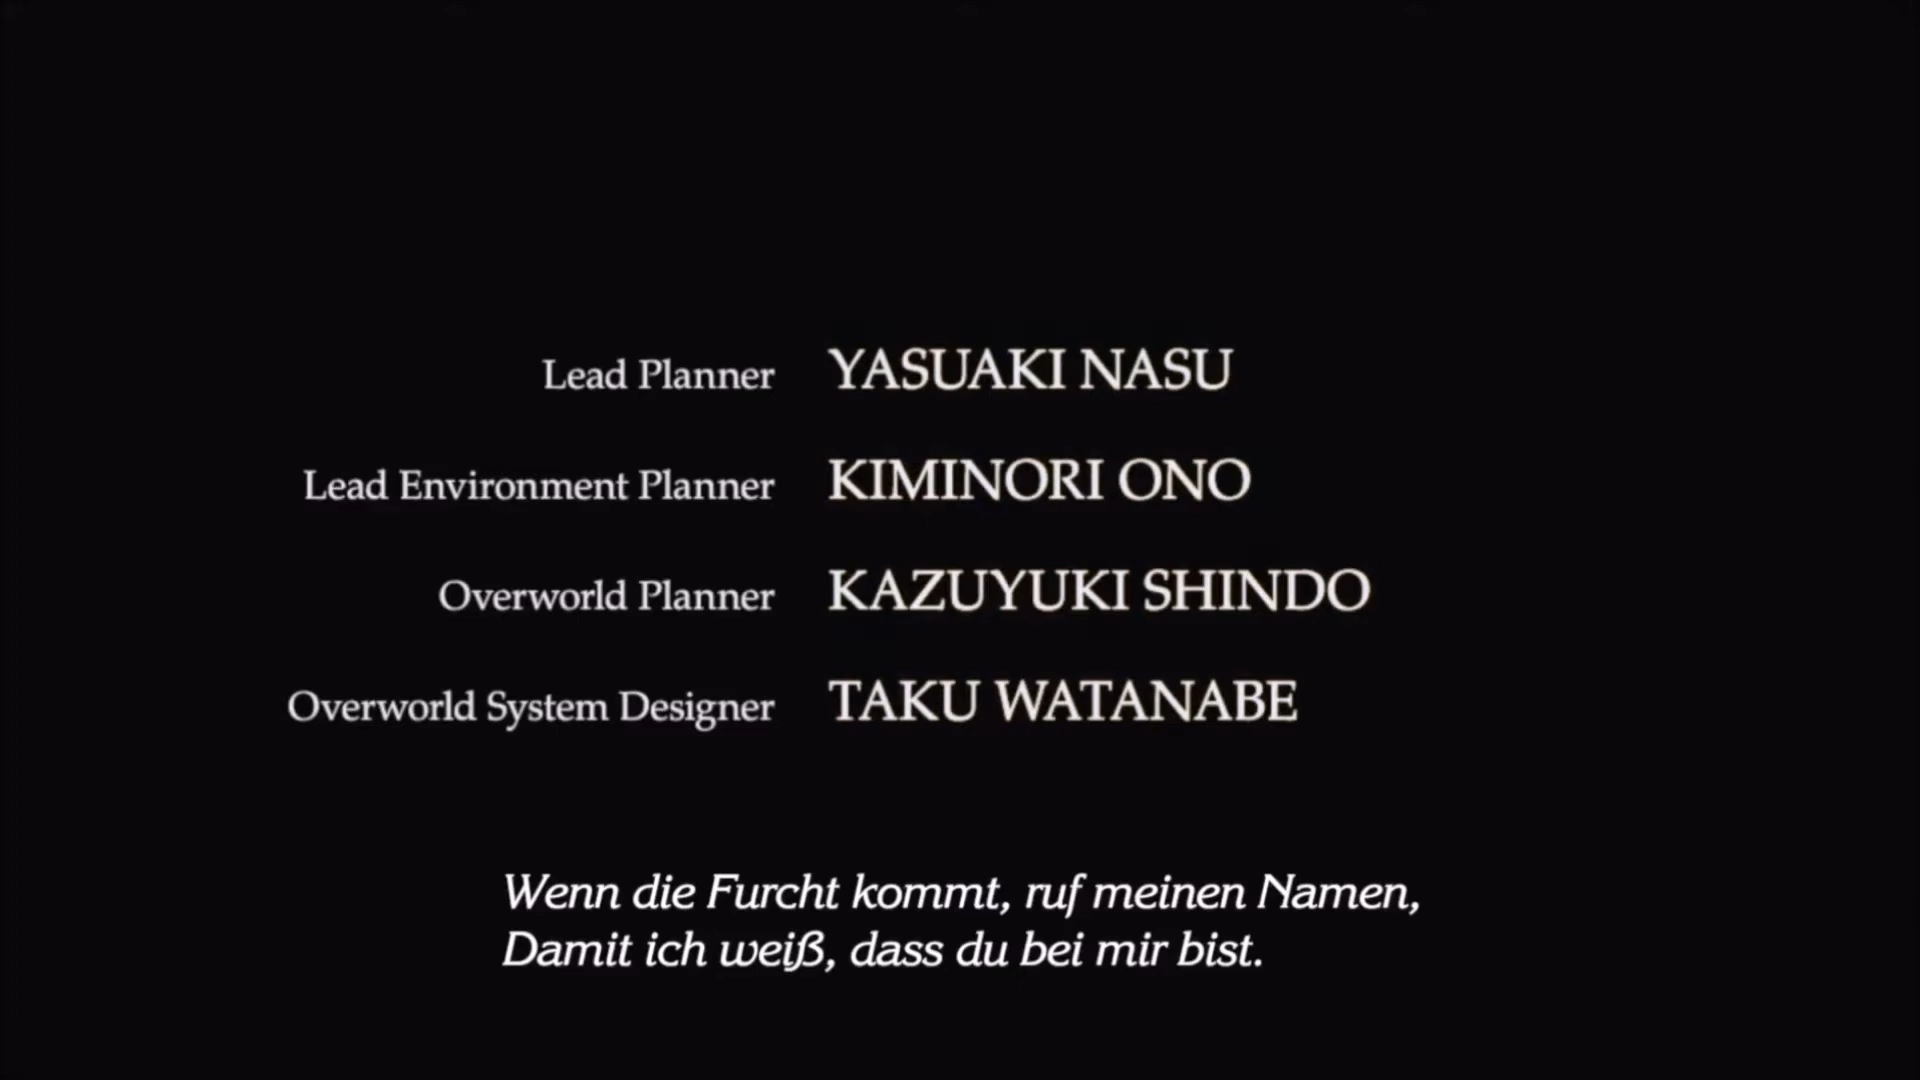 Lead Planner YASUAKI NASU
Lead Environment Planner KIMINORI ONO
Overworld Planner KAZUYUKI SHINDO
Overworld System Designer TAKU WATANABE
Wenn die Furcht kommt, ruf meinen Namen,
Damit ich weiß, dass du bei mir bist.